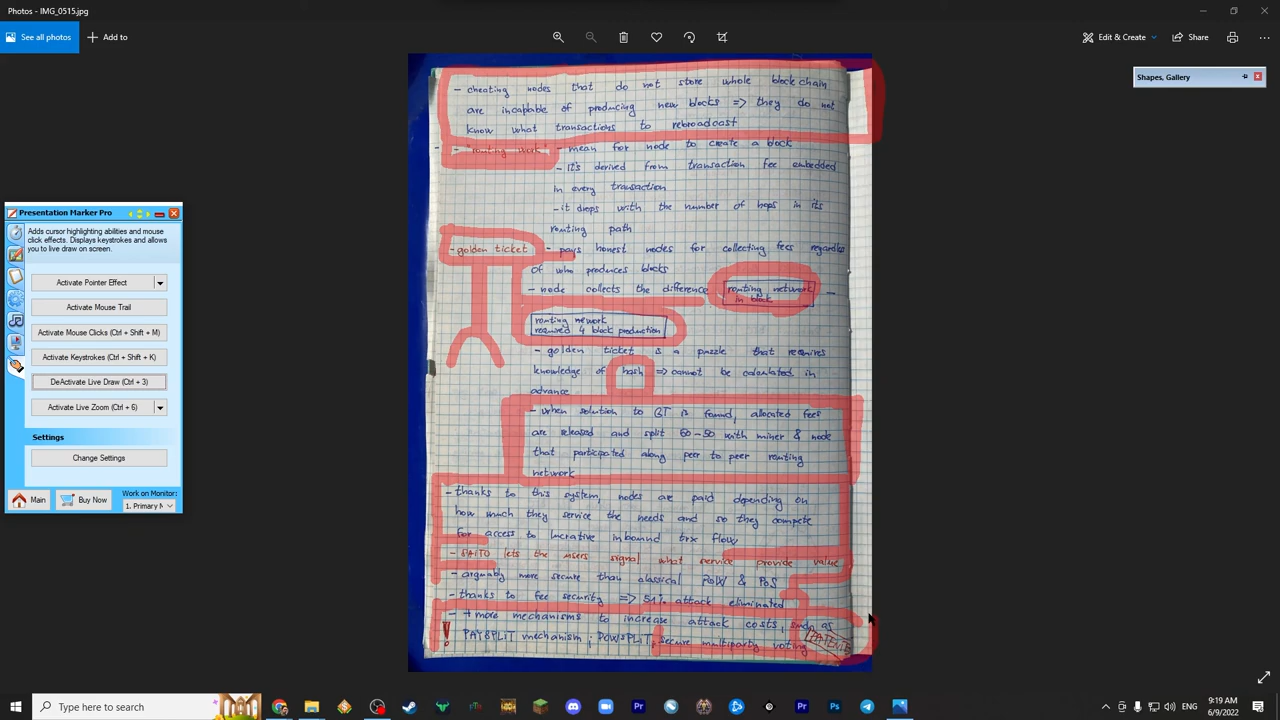 Photos - IMG_0515.jpg
See all photos
Add to
Edit & Create
Share
Shapes, Gallery
- cheating nodes that do not store whole blockchain
are incapable of producing new blocks => they do not
know what transactions to rebroadcast
- "routing work" - mean for node to create a block
- it's derived from transaction fee embedded
in every transaction
- it drops with the number of hops in its
routing path
- golden ticket - pays honest nodes for collecting fees regardles
of who produces blocks
- node collects the difference routing network in block -
routing nework
required 4 block production
- golden ticket is a puzzle that requires
knowledge of hash => cannot be calculated in
advance
- when solution to GT is found, allocated fees
are released and split 50-50 with miner & node
that participated along peer to peer routing
network
- thanks to this system, nodes are paid depending on
how much they service the needs and so they compete
for access to lucrative inbound trx flow
- SAITO lets the users signal what service provide value
- arguably more secure than classical PoW & PoS
- thanks to fee security => 51% attack eliminated
- + more mechanisms to increase attack costs, such as
! PAYSPLIT mechanism ; POWSPLIT, secure multiparty voting
PATENTS
Presentation Marker Pro
Adds cursor highlighting abilities and mouse
click effects. Displays keystrokes and allows
you to live draw on screen.
Activate Pointer Effect
Activate Mouse Trail
Activate Mouse Clicks (Ctrl + Shift + M)
Activate Keystrokes (Ctrl + Shift + K)
DeActivate Live Draw (Ctrl + 3)
Activate Live Zoom (Ctrl + 6)
Settings
Change Settings
Main
Buy Now
Work on Monitor:
1. Primary M
Type here to search
9:19 AM
6/9/2022